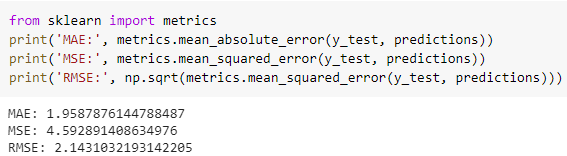 from sklearn import metrics
print('MAE:', metrics.mean_absolute_error(y_test, predictions))
print('MSE:', metrics.mean_squared_error(y_test, predictions))
print('RMSE:', np.sqrt(metrics.mean_squared_error(y_test, predictions)))
MAE: 1.9587876144788487
MSE: 4.592891408634976
RMSE: 2.1431032193142205